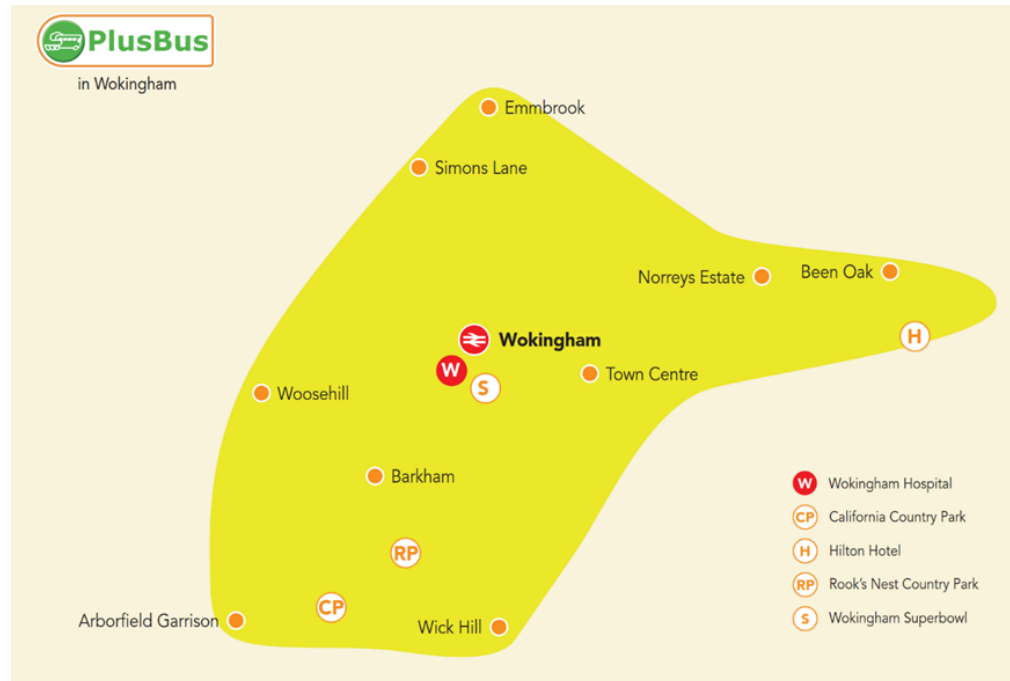 PlusBus
in Wokingham
Emmbrook
Simons Lane
Norreys Estate
Been Oak
Wokingham
H
W
S
Town Centre
Woosehill
Barkham
RP
CP
Arborfield Garrison
Wick Hill
W Wokingham Hospital
CP California Country Park
H Hilton Hotel
RP Rook's Nest Country Park
S Wokingham Superbowl